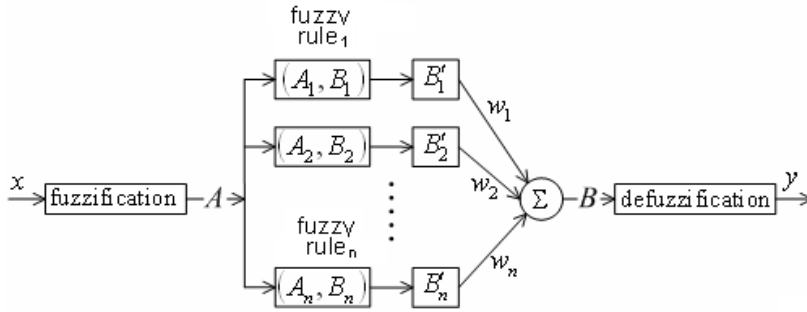 fuzzy
rule₁
(A₁, B₁)
B′₁
w₁
(A₂, B₂)
B′₂
w₂
x
fuzzification
A
Σ
B
defuzzification
y
fuzzy
ruleₙ
(Aₙ, Bₙ)
B′ₙ
wₙ